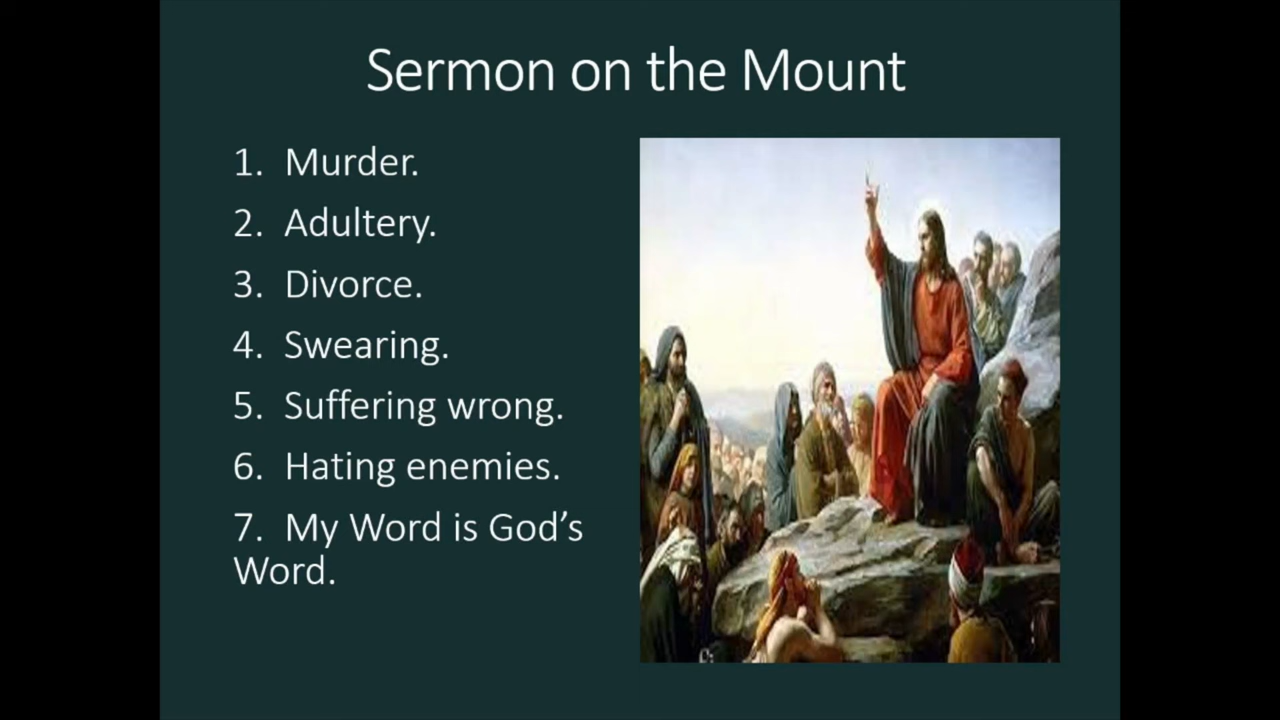 Sermon on the Mount
1. Murder.
2. Adultery.
3. Divorce.
4. Swearing.
5. Suffering wrong.
6. Hating enemies.
7. My Word is God’s
Word.